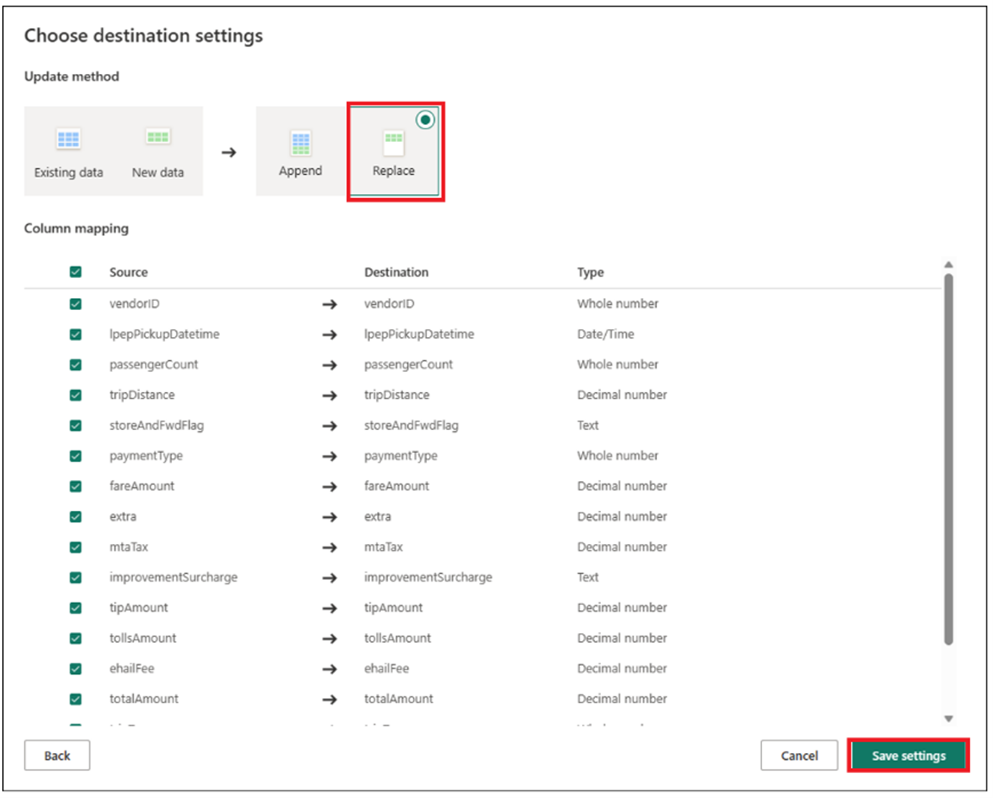 Choose destination settings
Update method
Existing data New data → Append Replace
Column mapping
Source Destination Type
vendorID → vendorID Whole number
lpepPickupDatetime → lpepPickupDatetime Date/Time
passengerCount → passengerCount Whole number
tripDistance → tripDistance Decimal number
storeAndFwdFlag → storeAndFwdFlag Text
paymentType → paymentType Whole number
fareAmount → fareAmount Decimal number
extra → extra Decimal number
mtaTax → mtaTax Decimal number
improvementSurcharge → improvementSurcharge Text
tipAmount → tipAmount Decimal number
tollsAmount → tollsAmount Decimal number
ehailFee → ehailFee Decimal number
totalAmount → totalAmount Decimal number
Back Cancel Save settings